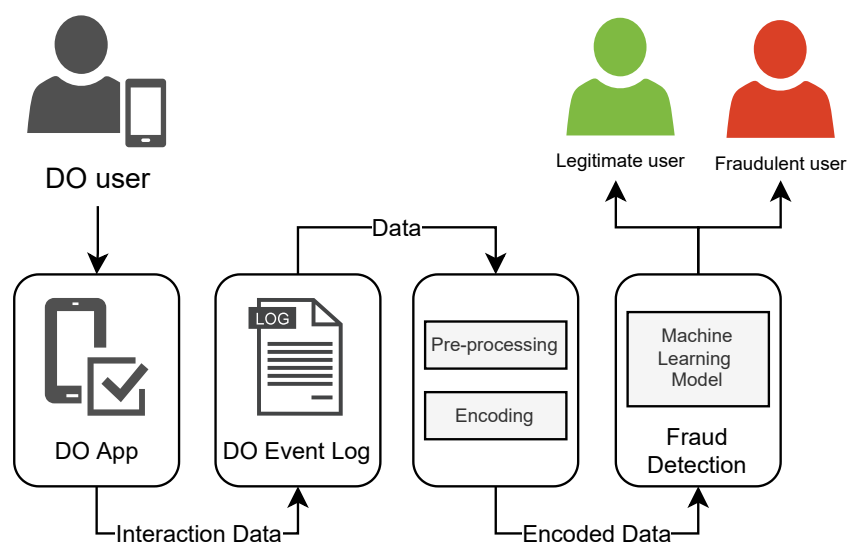 DO user
Legitimate user
Fraudulent user
Data
LOG
DO App
DO Event Log
Pre-processing
Encoding
Machine
Learning
Model
Fraud
Detection
Interaction Data
Encoded Data